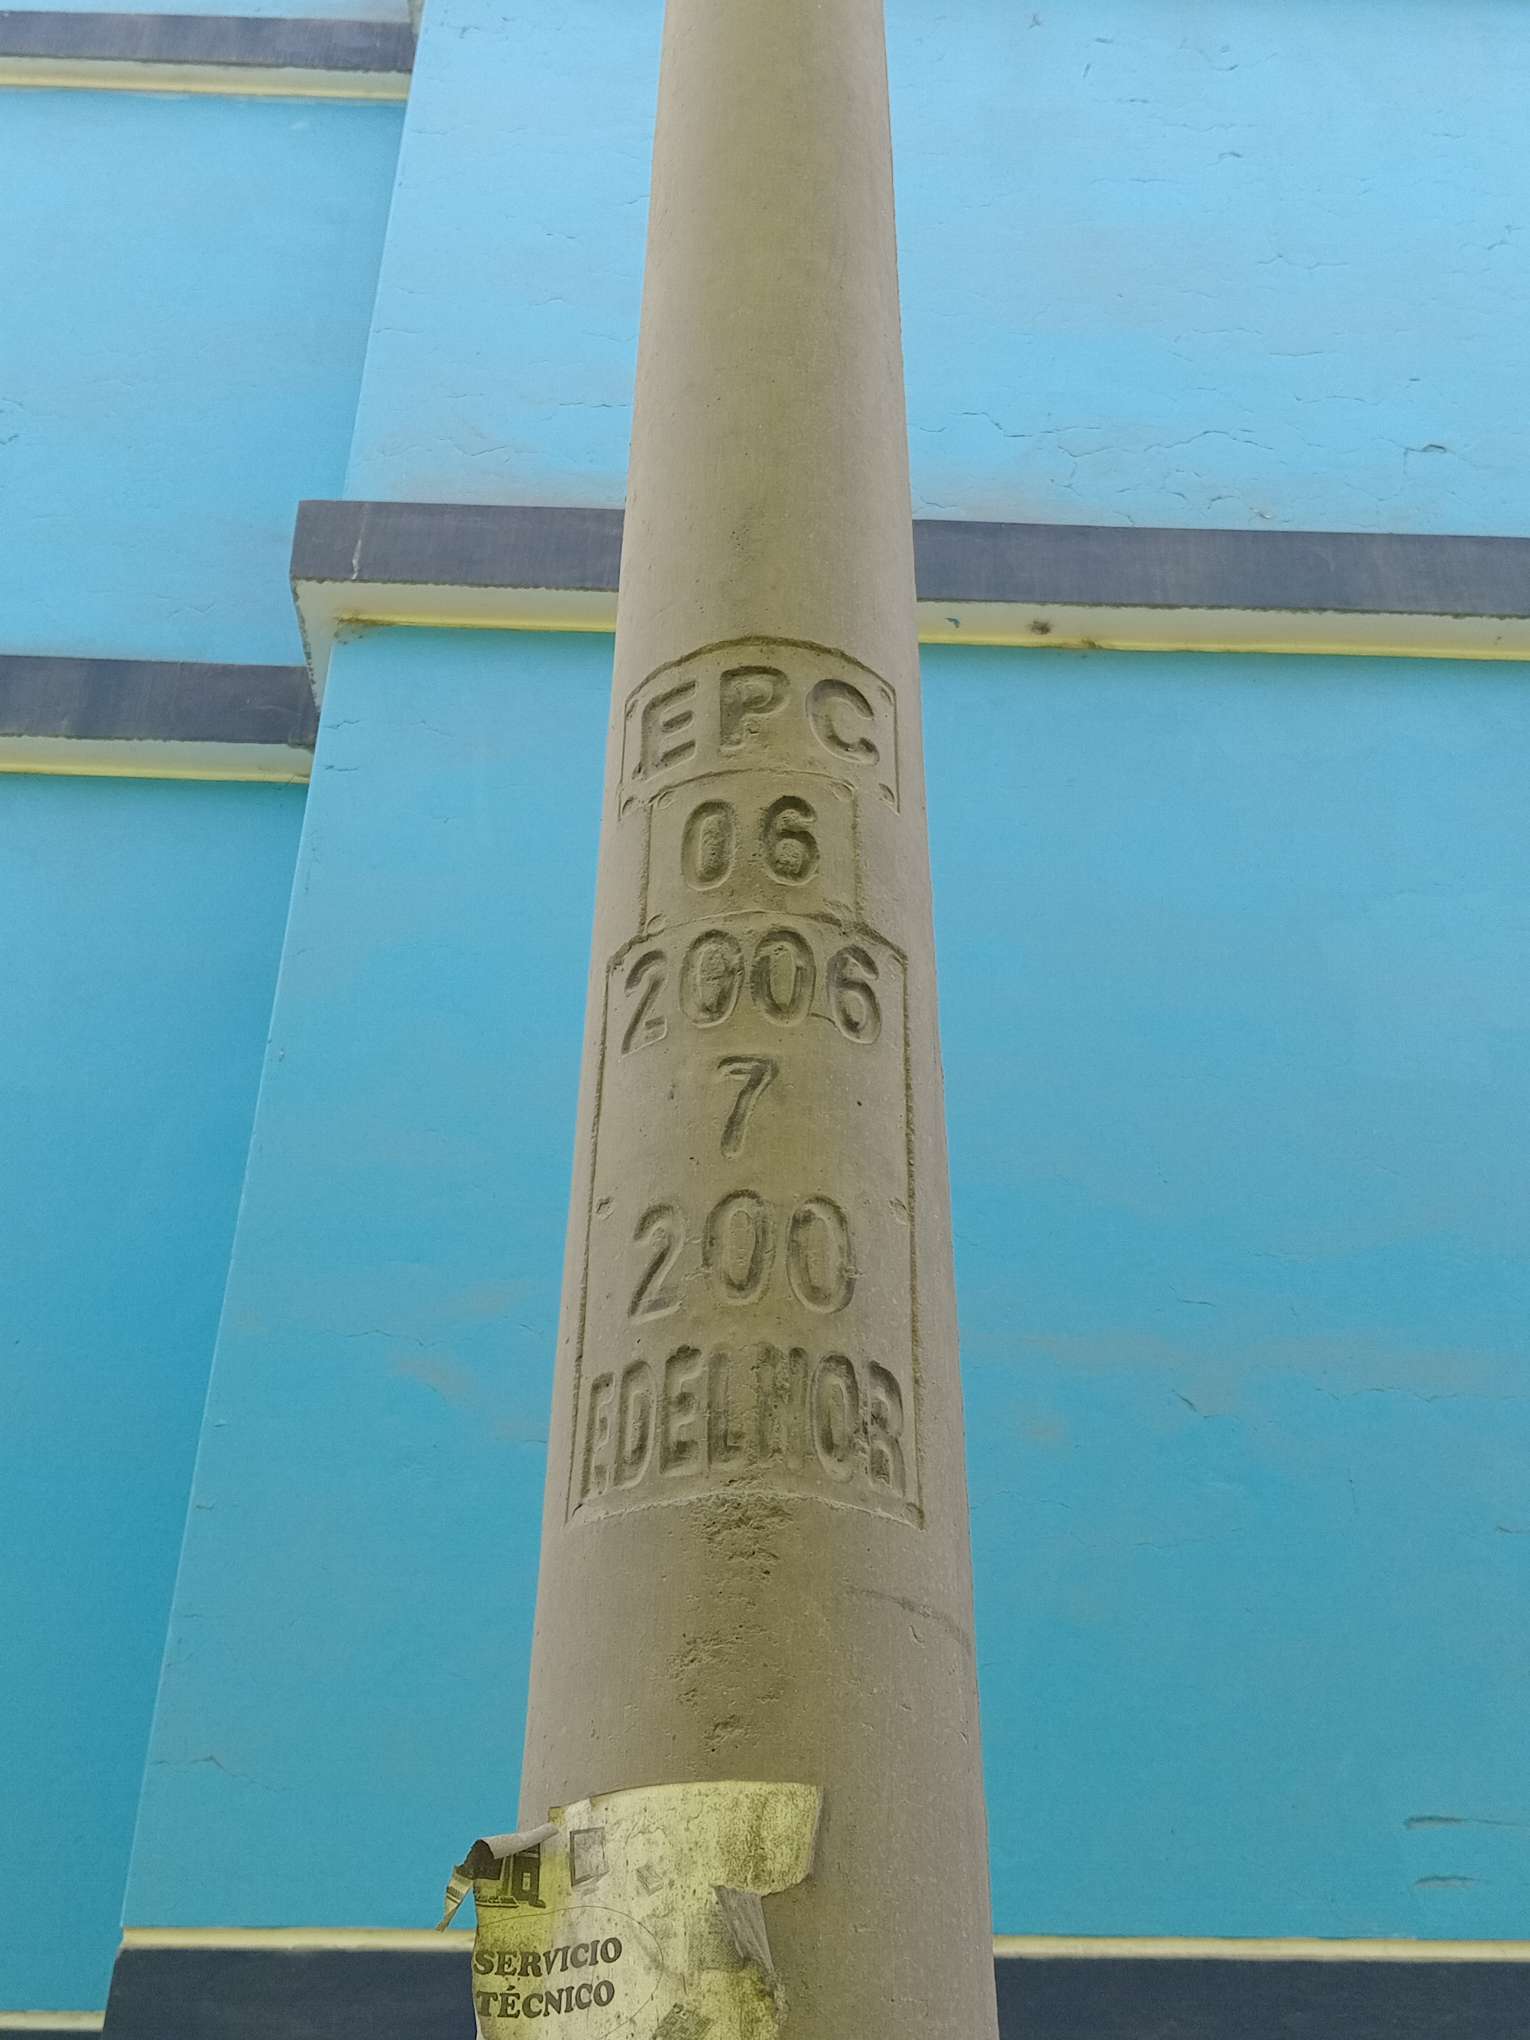 EPC
06
2006
7
200
EDELNOR
SERVICIO
TÉCNICO